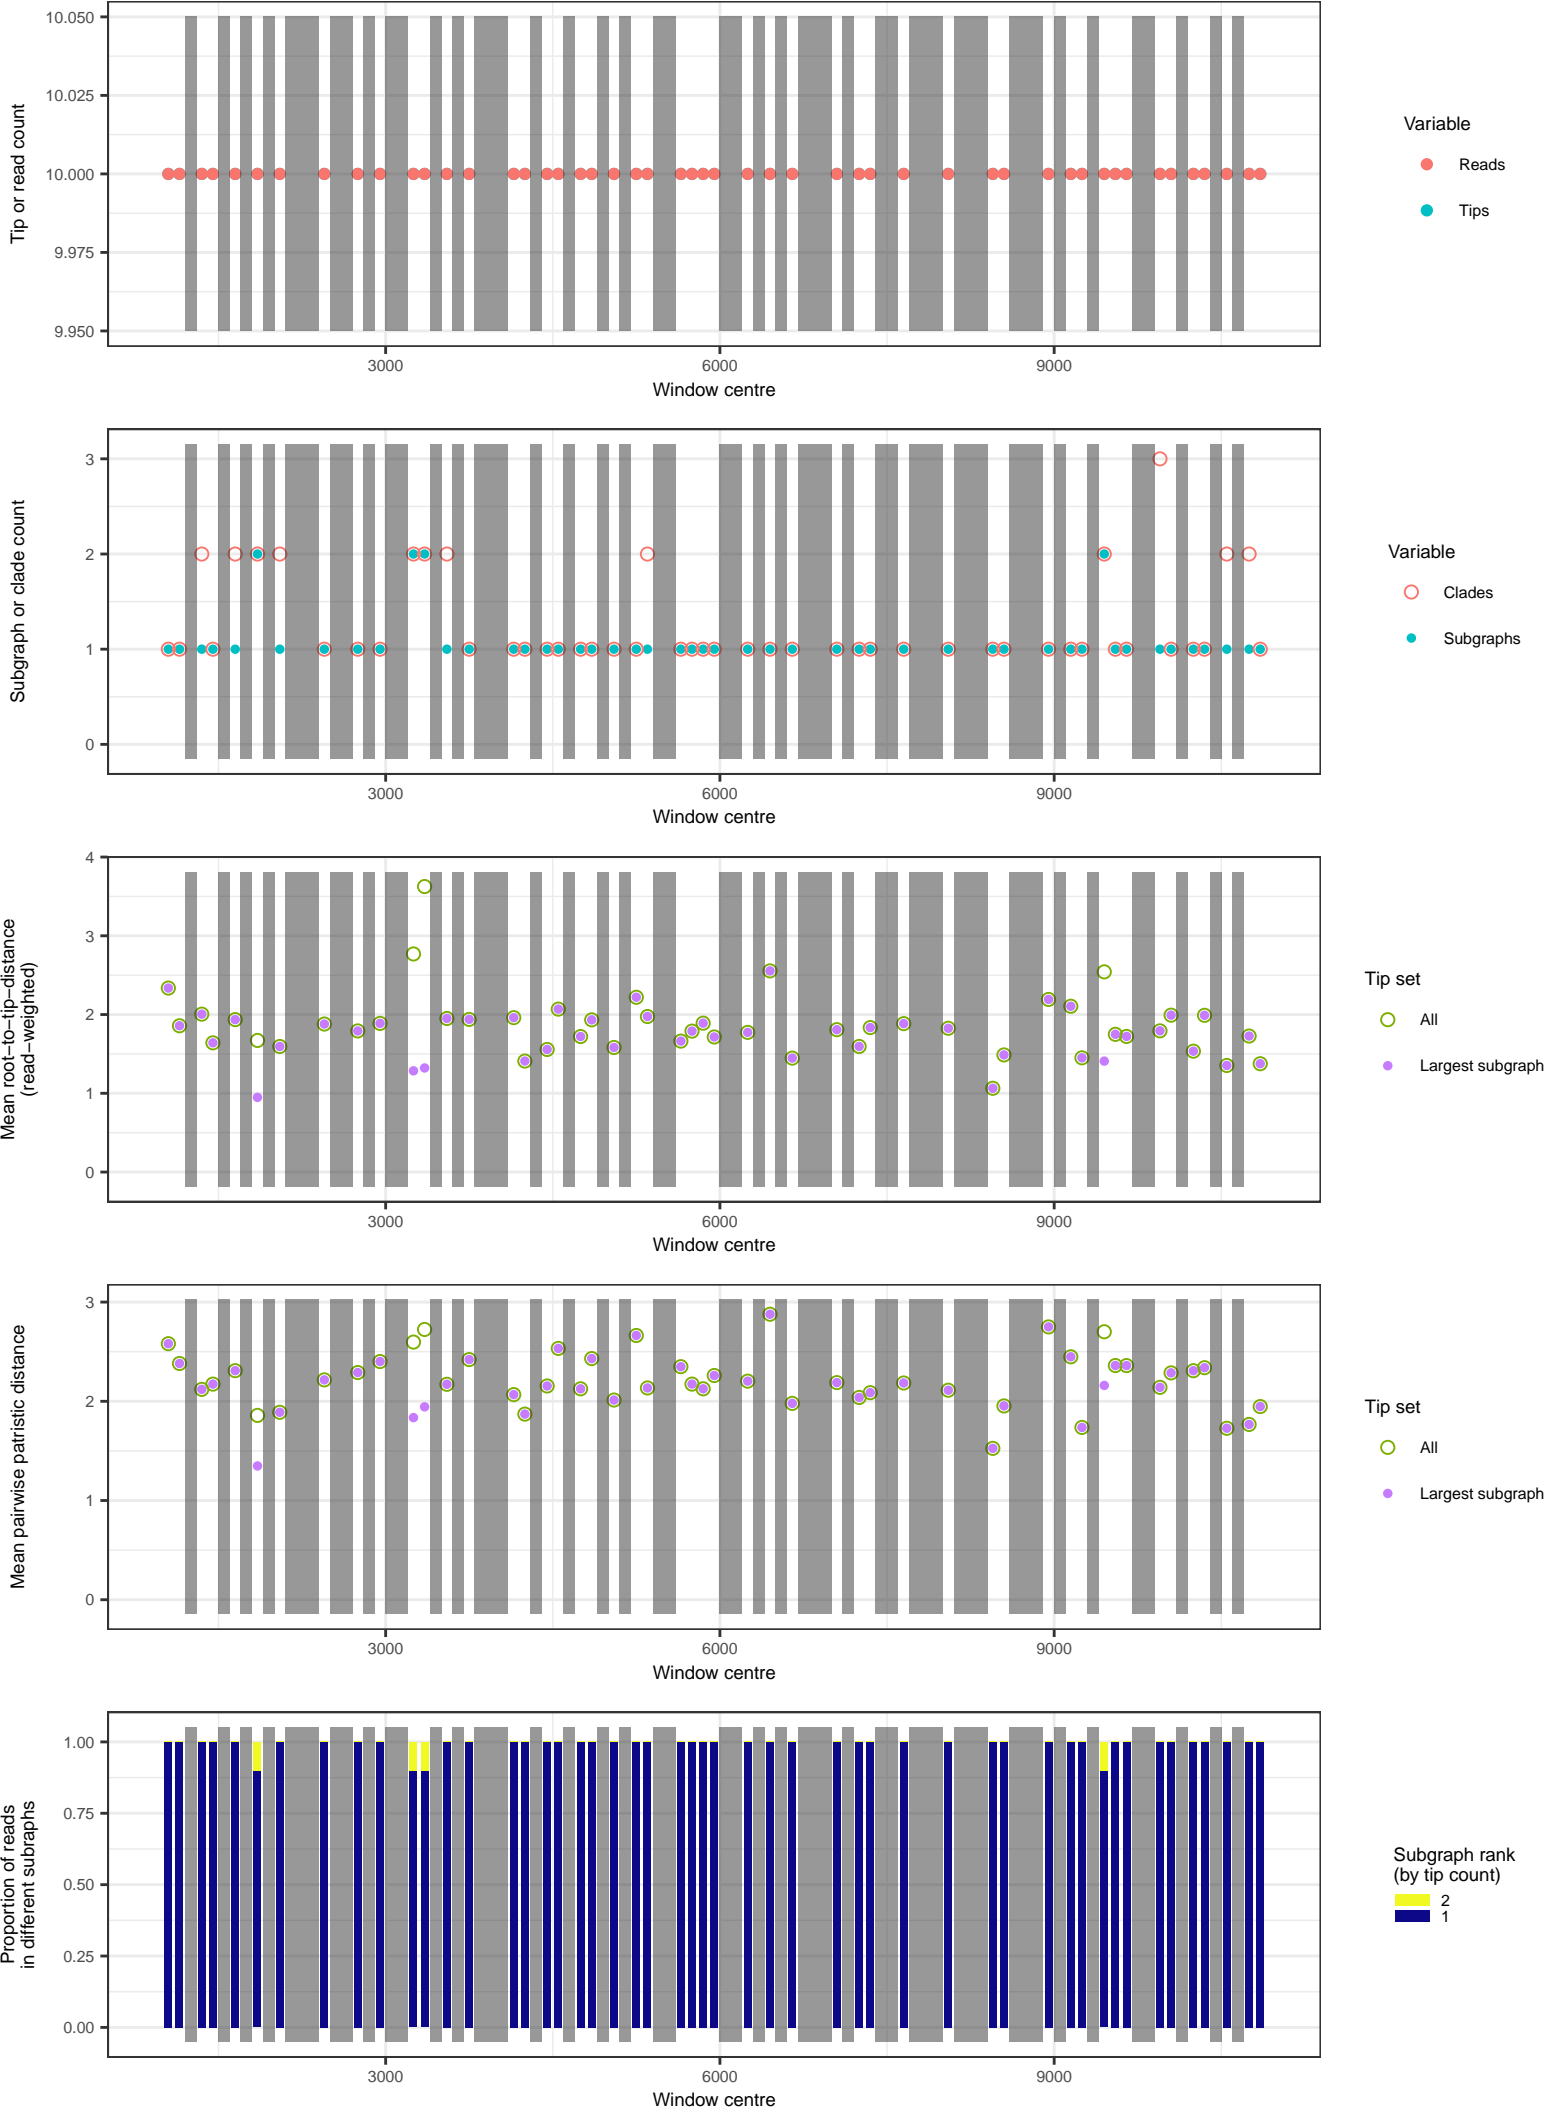 10.050
10.025
10.000
9.975
9.950
Tip or read count
3000
6000
9000
Window centre
Variable
Reads
Tips
3
2
1
0
Subgraph or clade count
3000
6000
9000
Window centre
Variable
Clades
Subgraphs
4
3
2
1
0
Mean root−to−tip−distance
(read−weighted)
3000
6000
9000
Window centre
Tip set
All
Largest subgraph
3
2
1
0
Mean pairwise patristic distance
3000
6000
9000
Window centre
Tip set
All
Largest subgraph
1.00
0.75
0.50
0.25
0.00
Proportion of reads
in different subraphs
3000
6000
9000
Window centre
Subgraph rank
(by tip count)
2
1